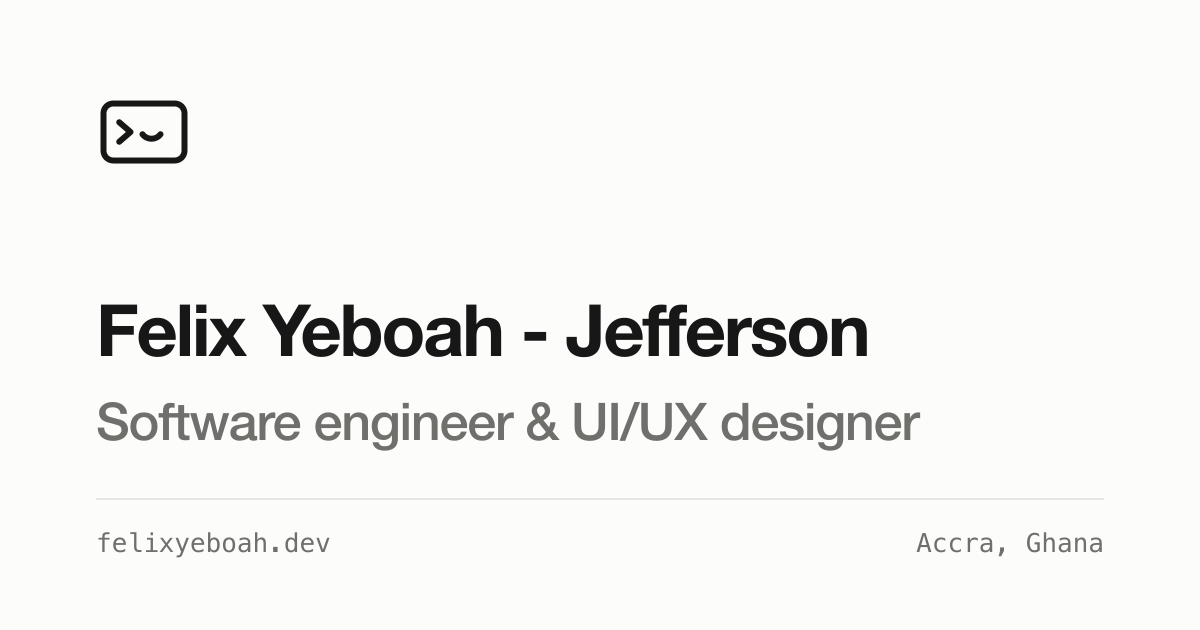 Felix Yeboah - Jefferson
Software engineer & UI/UX designer
felixyeboah.dev
Accra, Ghana